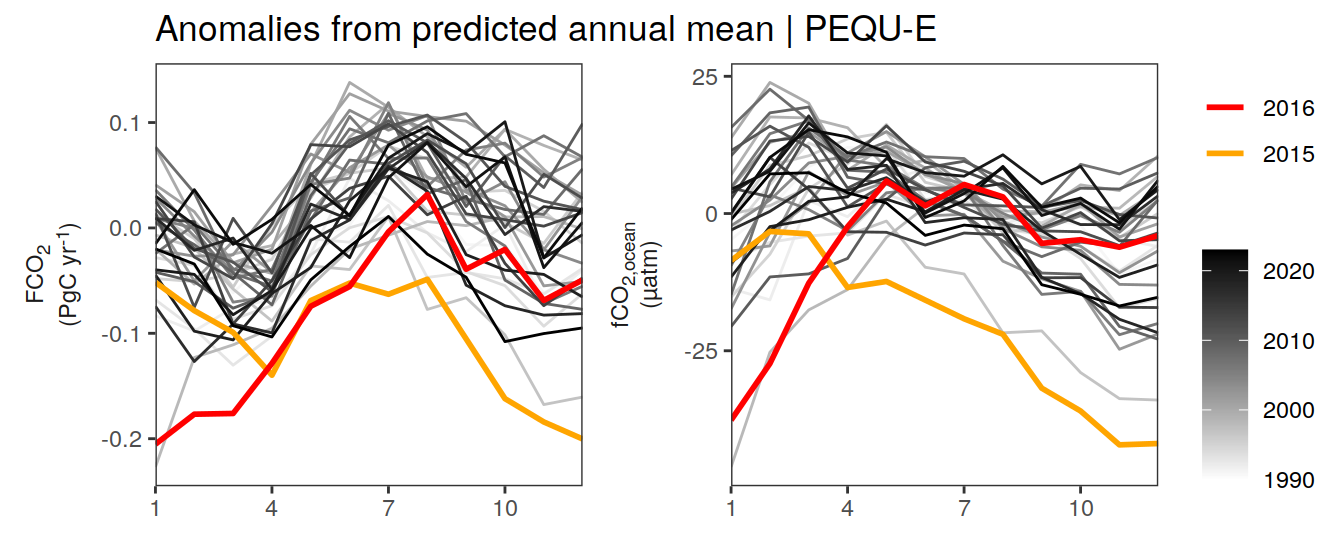 Anomalies from predicted annual mean | PEQU-E
FCO₂
(PgC yr⁻¹)
0.1
0.0
-0.1
-0.2
1 4 7 10
fCO₂,ocean
(µatm)
25
0
-25
1 4 7 10
2016
2015
2020
2010
2000
1990